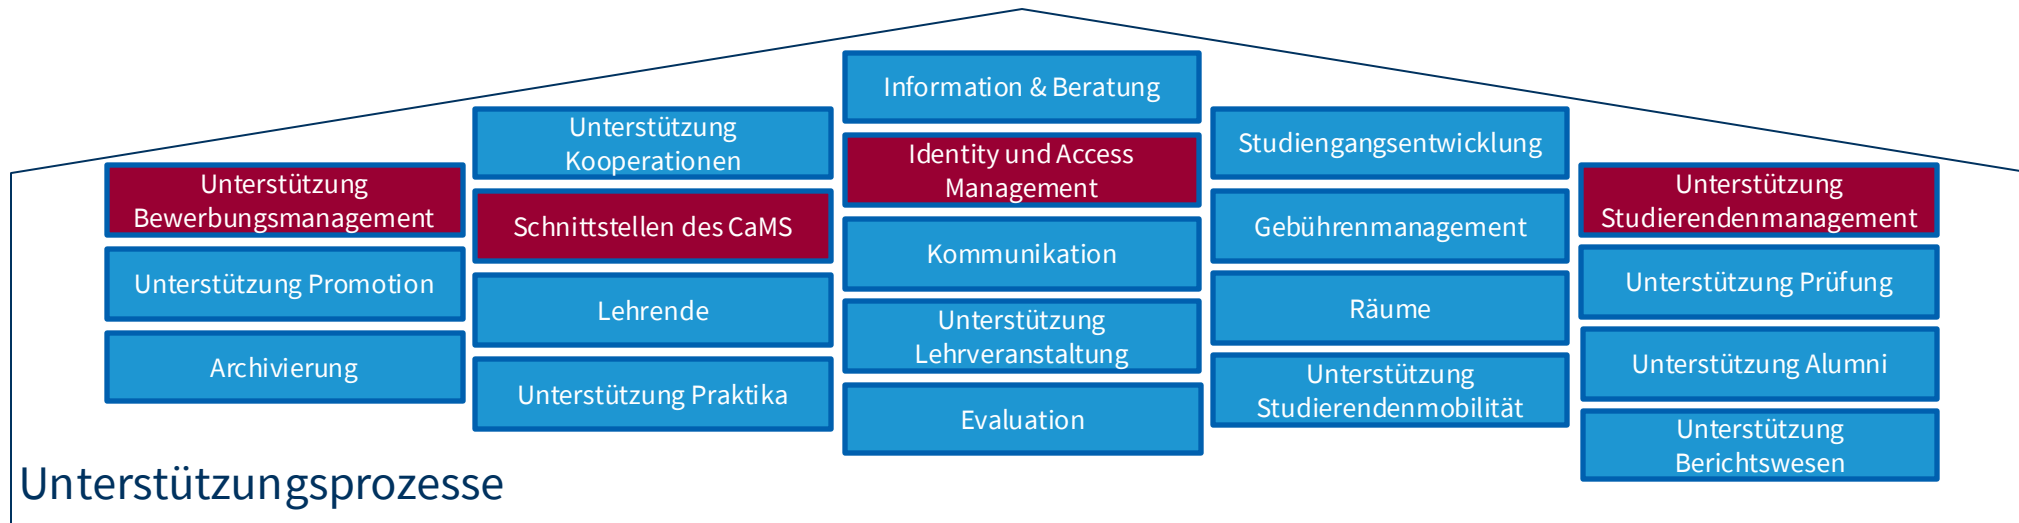 Unterstützung
Bewerbungsmanagement
Unterstützung Promotion
Archivierung
Unterstützung
Kooperationen
Schnittstellen des CaMS
Lehrende
Unterstützung Praktika
Information & Beratung
Identity und Access
Management
Kommunikation
Unterstützung
Lehrveranstaltung
Evaluation
Studiengangsentwicklung
Gebührenmanagement
Räume
Unterstützung
Studierendenmobilität
Unterstützung
Studierendenmanagement
Unterstützung Prüfung
Unterstützung Alumni
Unterstützung
Berichtswesen
Unterstützungsprozesse